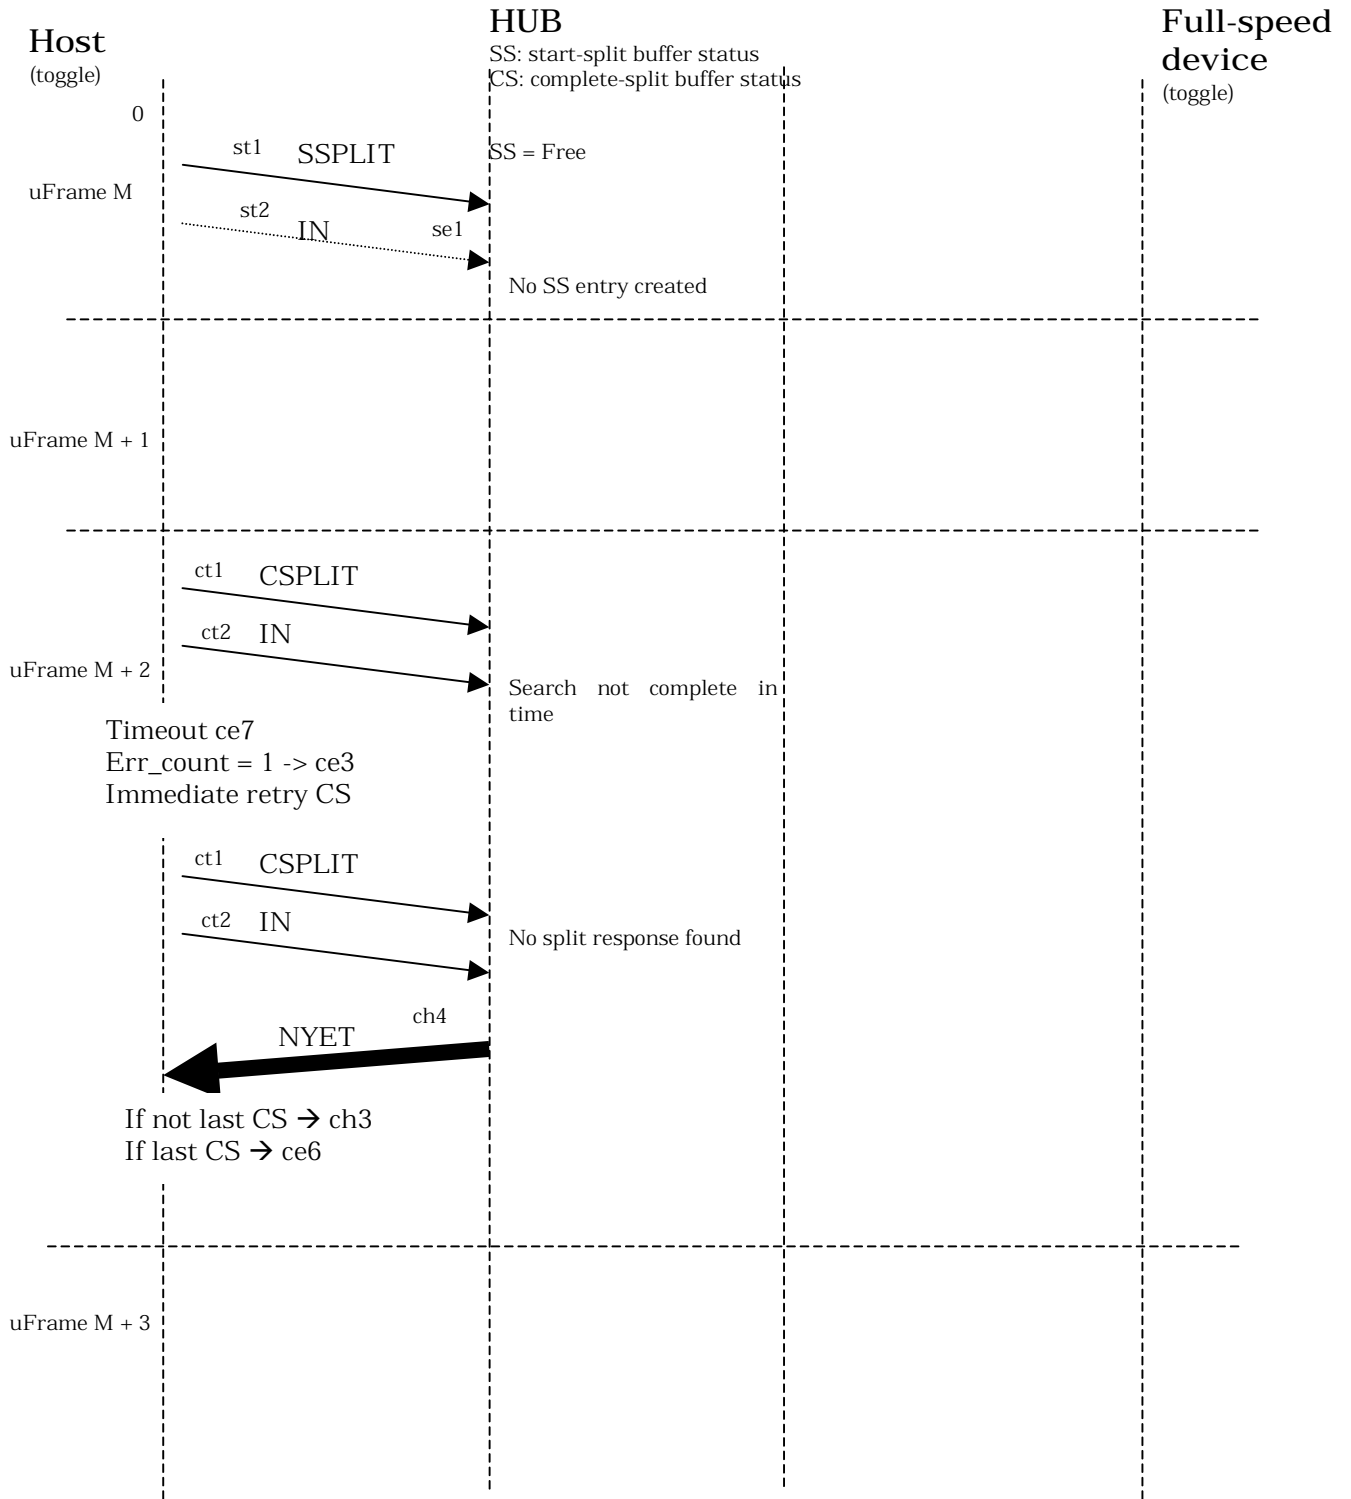 Host
(toggle)
HUB
SS: start-split buffer status
CS: complete-split buffer status
Full-speed
device
(toggle)
0
st1 SSPLIT
SS = Free
uFrame M
st2 IN se1
No SS entry created
uFrame M + 1
ct1 CSPLIT
ct2 IN
uFrame M + 2
Search not complete in
time
Timeout ce7
Err_count = 1 -> ce3
Immediate retry CS
ct1 CSPLIT
ct2 IN
No split response found
NYET ch4
If not last CS → ch3
If last CS → ce6
uFrame M + 3